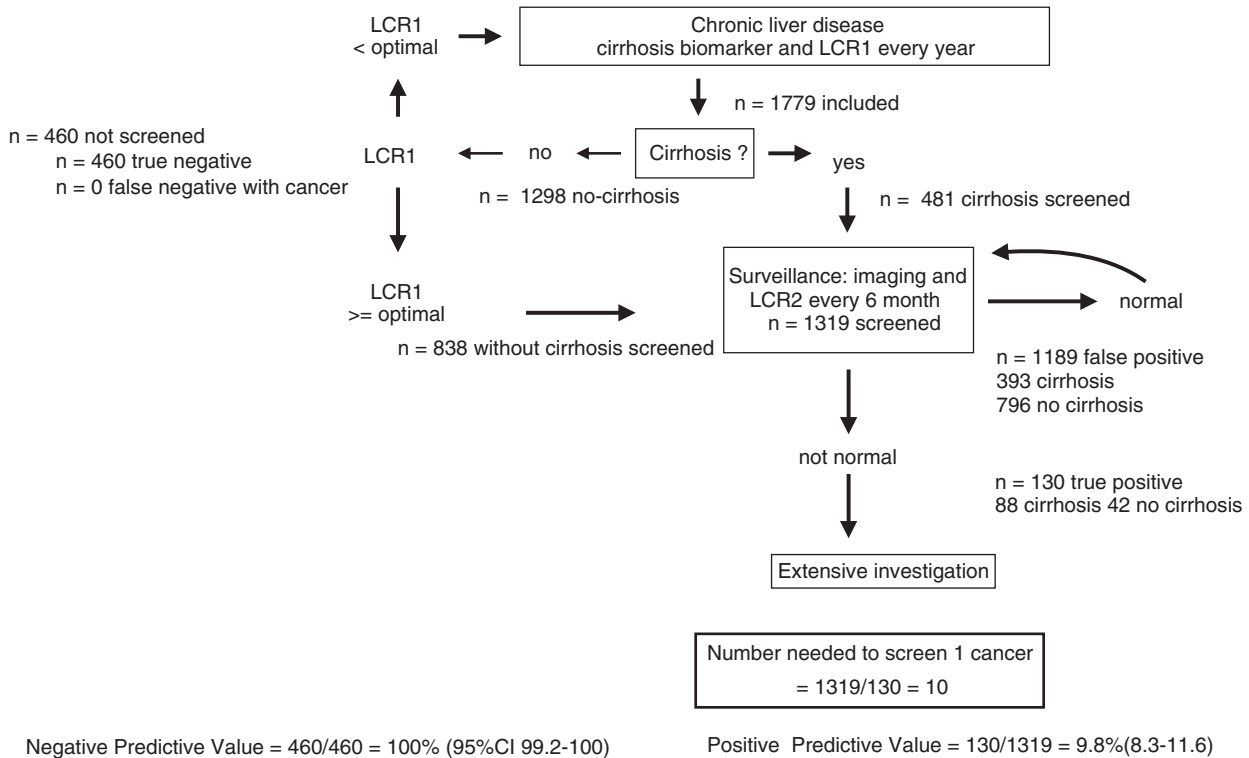 LCR1
< optimal
Chronic liver disease
cirrhosis biomarker and LCR1 every year
n = 1779 included
n = 460 not screened
n = 460 true negative
n = 0 false negative with cancer
LCR1
no
Cirrhosis ?
yes
n = 1298 no-cirrhosis
n = 481 cirrhosis screened
LCR1
>= optimal
Surveillance: imaging and
LCR2 every 6 month
n = 1319 screened
normal
n = 838 without cirrhosis screened
n = 1189 false positive
393 cirrhosis
796 no cirrhosis
not normal
n = 130 true positive
88 cirrhosis 42 no cirrhosis
Extensive investigation
Number needed to screen 1 cancer
= 1319/130 = 10
Negative Predictive Value = 460/460 = 100% (95%CI 99.2-100)
Positive Predictive Value = 130/1319 = 9.8%(8.3-11.6)